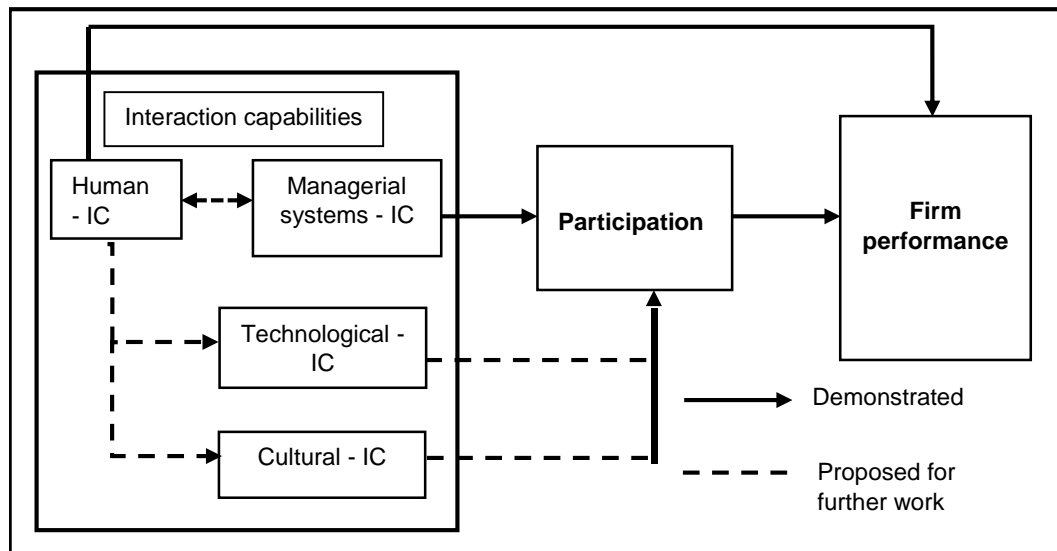 Interaction capabilities
Human
- IC
Managerial
systems - IC
Participation
Firm
performance
Technological -
IC
Cultural - IC
Demonstrated
Proposed for
further work